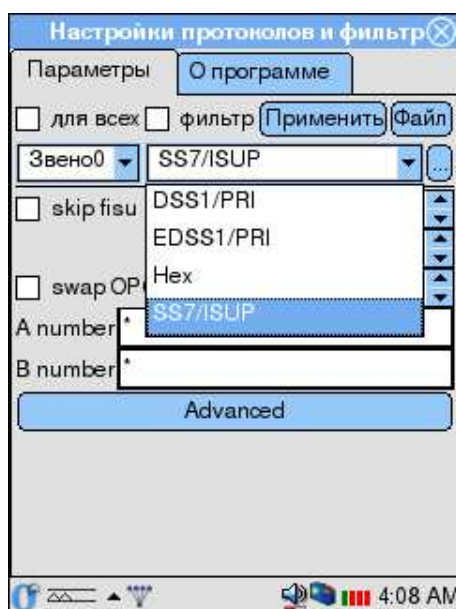 Настройки протоколов и фильтр
Параметры О программе
для всех фильтр Применить Файл
Звено0 SS7/ISUP ...
skip fisu DSS1/PRI
EDSS1/PRI
swap OP Hex
SS7/ISUP
A number *
B number *
Advanced
4:08 AM